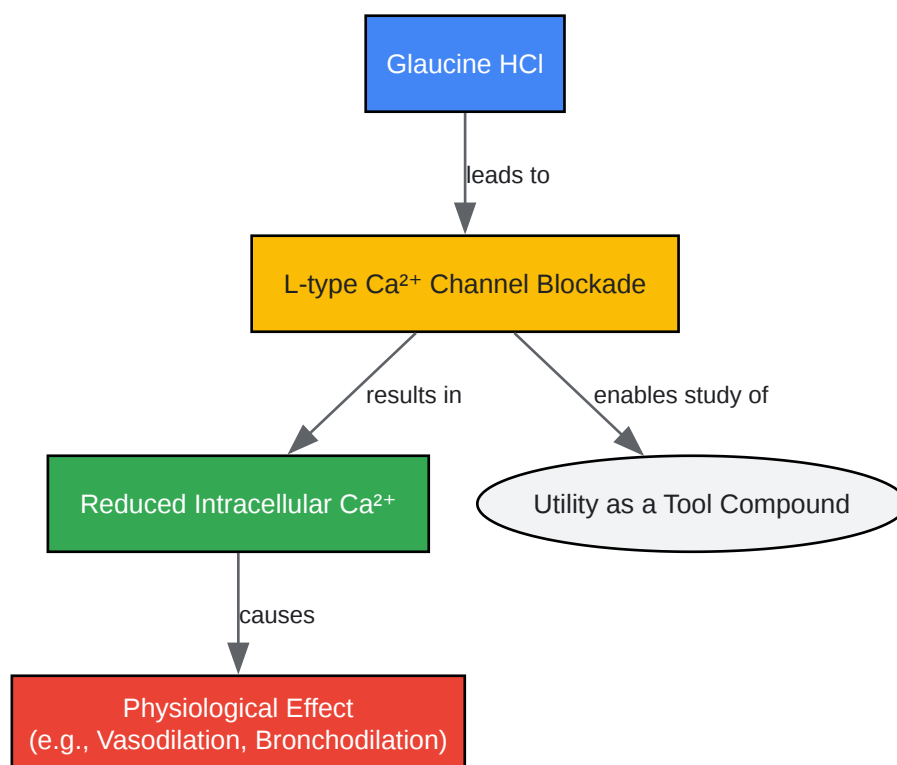 Glaucine HCl
leads to
L-type Ca²⁺ Channel Blockade
results in
enables study of
Reduced Intracellular Ca²⁺
Utility as a Tool Compound
causes
Physiological Effect
(e.g., Vasodilation, Bronchodilation)